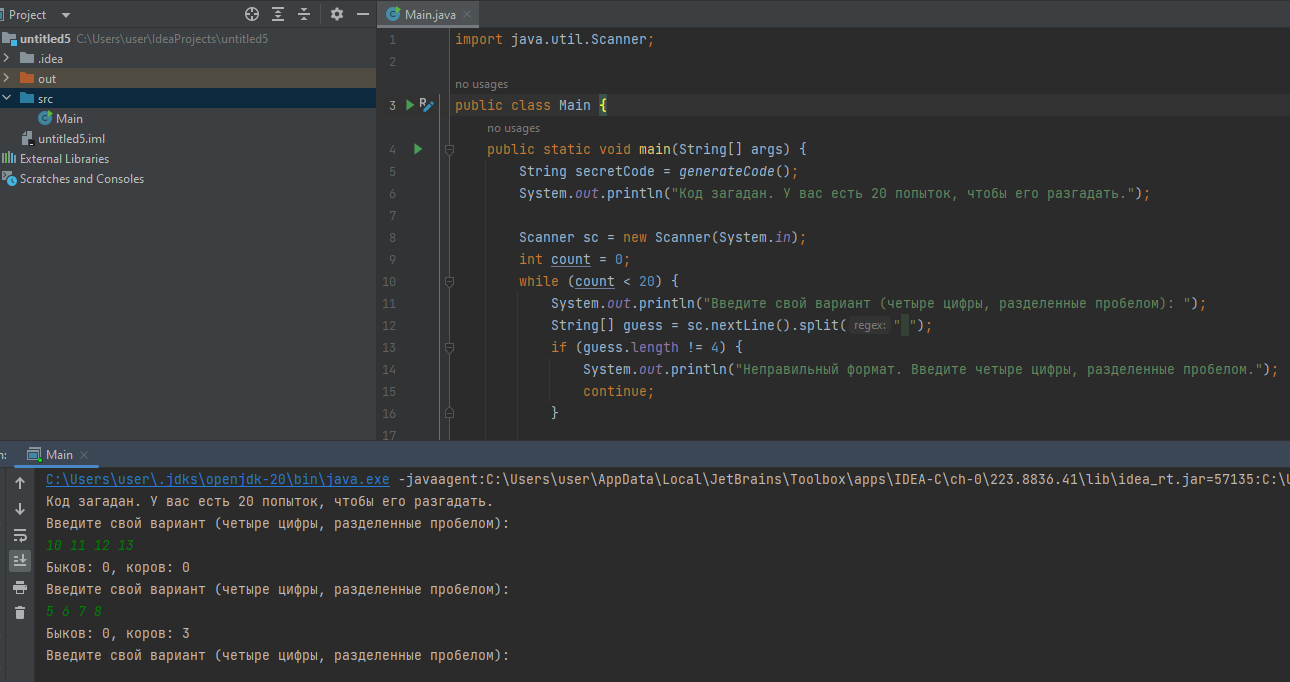 Project
Main.java
untitled5 C:\Users\user\IdeaProjects\untitled5
.idea
out
src
Main
untitled5.iml
External Libraries
Scratches and Consoles
1 import java.util.Scanner;
2
no usages
3 public class Main {
no usages
4 public static void main(String[] args) {
5 String secretCode = generateCode();
6 System.out.println("Код загадан. У вас есть 20 попыток, чтобы его разгадать.");
7
8 Scanner sc = new Scanner(System.in);
9 int count = 0;
10 while (count < 20) {
11 System.out.println("Введите свой вариант (четыре цифры, разделенные пробелом): ");
12 String[] guess = sc.nextLine().split( regex: " ");
13 if (guess.length != 4) {
14 System.out.println("Неправильный формат. Введите четыре цифры, разделенные пробелом.");
15 continue;
16 }
17
Main
C:\Users\user\.jdks\openjdk-20\bin\java.exe -javaagent:C:\Users\user\AppData\Local\JetBrains\Toolbox\apps\IDEA-C\ch-0\223.8836.41\lib\idea_rt.jar=57135:C:\U
Код загадан. У вас есть 20 попыток, чтобы его разгадать.
Введите свой вариант (четыре цифры, разделенные пробелом):
10 11 12 13
Быков: 0, коров: 0
Введите свой вариант (четыре цифры, разделенные пробелом):
5 6 7 8
Быков: 0, коров: 3
Введите свой вариант (четыре цифры, разделенные пробелом):